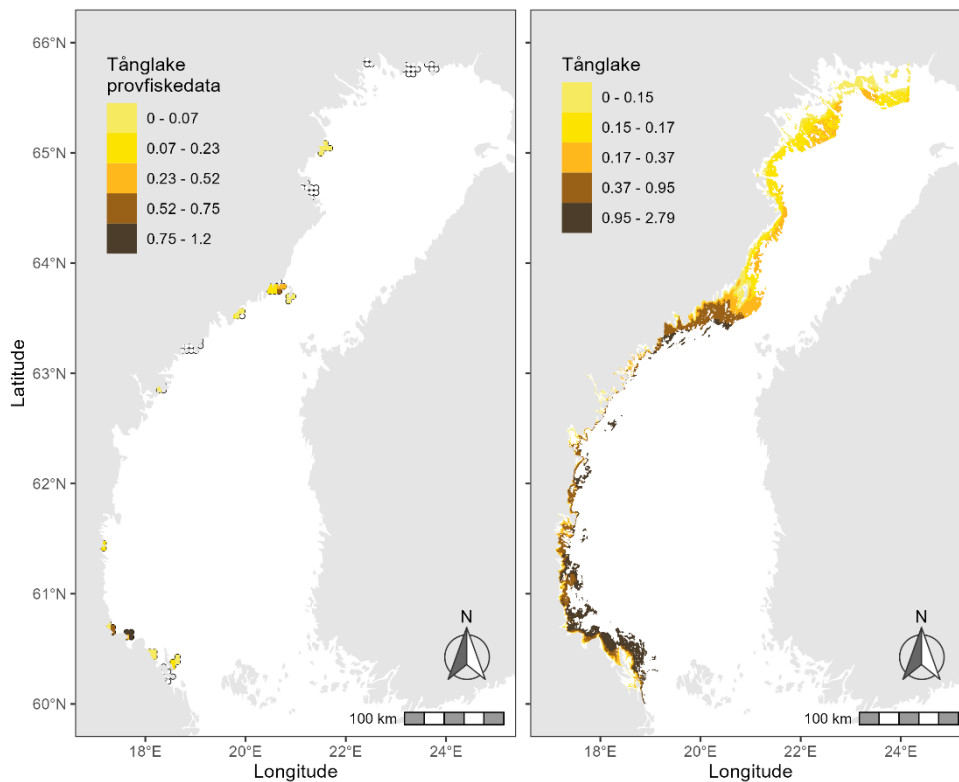 Tånglake
provfiskedata
0 - 0.07
0.07 - 0.23
0.23 - 0.52
0.52 - 0.75
0.75 - 1.2
66°N
65°N
64°N
63°N
62°N
61°N
60°N
Latitude
N
100 km
18°E 20°E 22°E 24°E
Longitude
Tånglake
0 - 0.15
0.15 - 0.17
0.17 - 0.37
0.37 - 0.95
0.95 - 2.79
N
100 km
18°E 20°E 22°E 24°E
Longitude